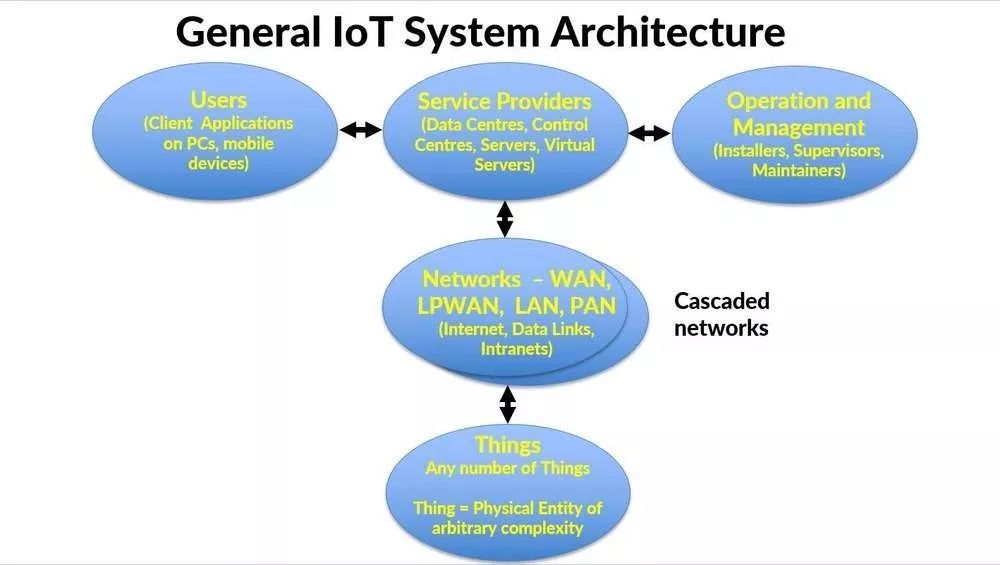 General IoT System Architecture
Users
(Client Applications
on PCs, mobile
devices)
Service Providers
(Data Centres, Control
Centres, Servers, Virtual
Servers)
Operation and
Management
(Installers, Supervisors,
Maintainers)
Networks – WAN,
LPWAN, LAN, PAN
(Internet, Data Links,
Intranets)
Cascaded
networks
Things
Any number of Things
Thing = Physical Entity of
arbitrary complexity